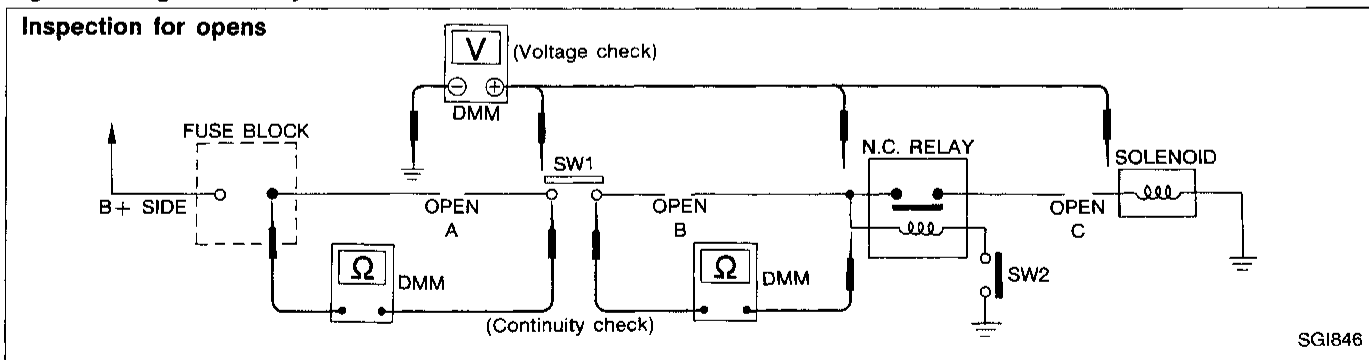 Inspection for opens
V (Voltage check)
DMM
FUSE BLOCK
SW1
N.C. RELAY
SOLENOID
B+ SIDE
OPEN
A
OPEN
B
OPEN
C
Ω DMM
Ω DMM
SW2
(Continuity check)
SGI846